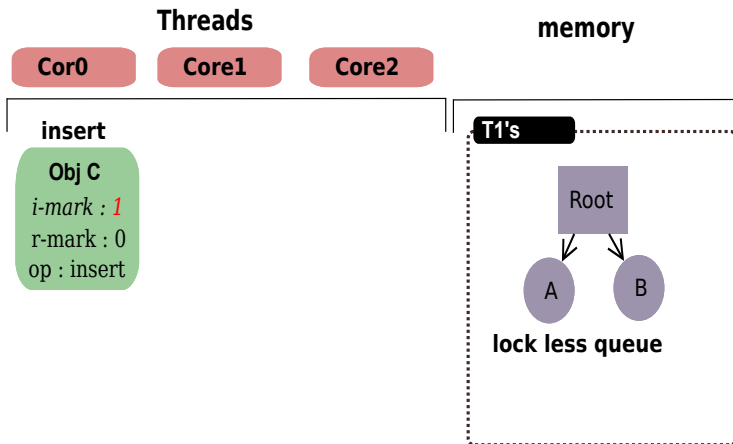 Threads
memory
Cor0
Core1
Core2
insert
Obj C
i-mark : 1
r-mark : 0
op : insert
T1's
Root
A
B
lock less queue